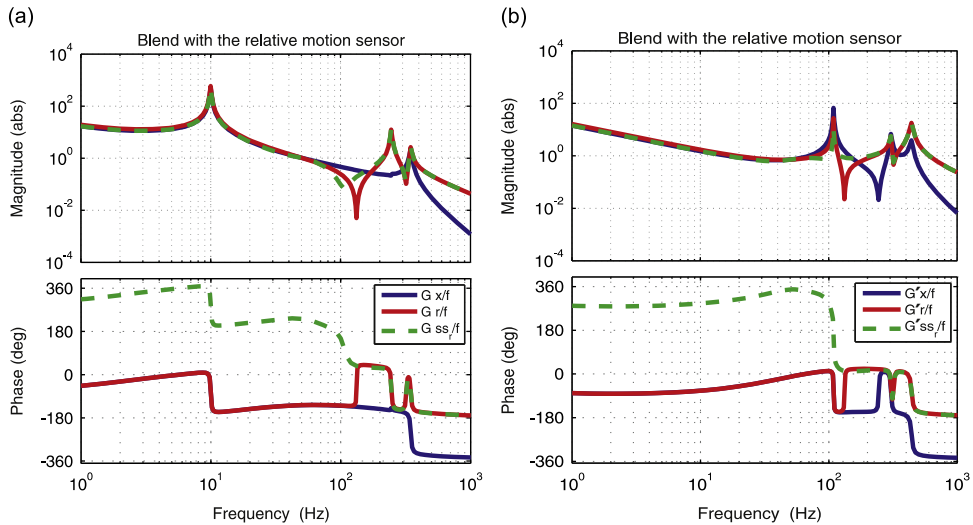 (a)
Blend with the relative motion sensor
Magnitude (abs)
10^4
10^2
10^0
10^-2
10^-4
Phase (deg)
360
180
0
-180
-360
G x/f
G r/f
G ss_r/f
10^0
10^1
10^2
10^3
Frequency (Hz)
(b)
Blend with the relative motion sensor
Magnitude (abs)
10^4
10^2
10^0
10^-2
10^-4
Phase (deg)
360
180
0
-180
-360
G'x/f
G'r/f
G'ss_r/f
10^0
10^1
10^2
10^3
Frequency (Hz)